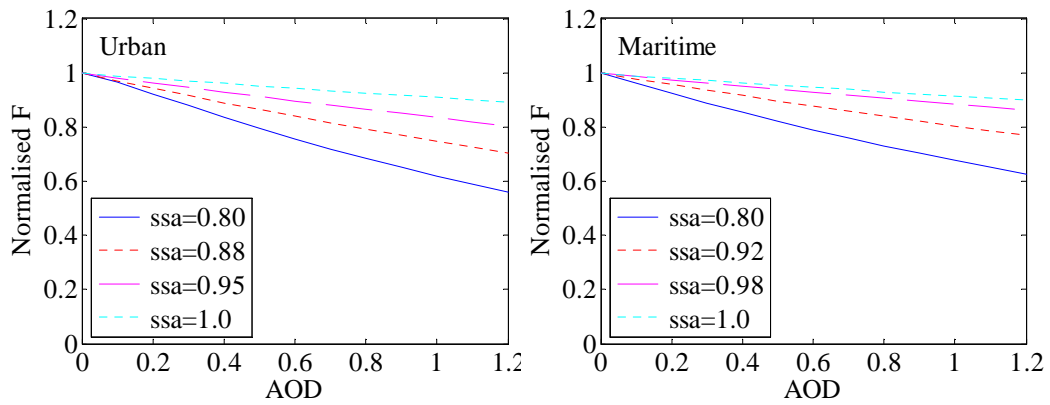 1.2
Urban
1
0.8
0.6
0.4
0.2
0
Normalised F
ssa=0.80
ssa=0.88
ssa=0.95
ssa=1.0
0 0.2 0.4 0.6 0.8 1 1.2
AOD
1.2
Maritime
1
0.8
0.6
0.4
0.2
0
Normalised F
ssa=0.80
ssa=0.92
ssa=0.98
ssa=1.0
0 0.2 0.4 0.6 0.8 1 1.2
AOD